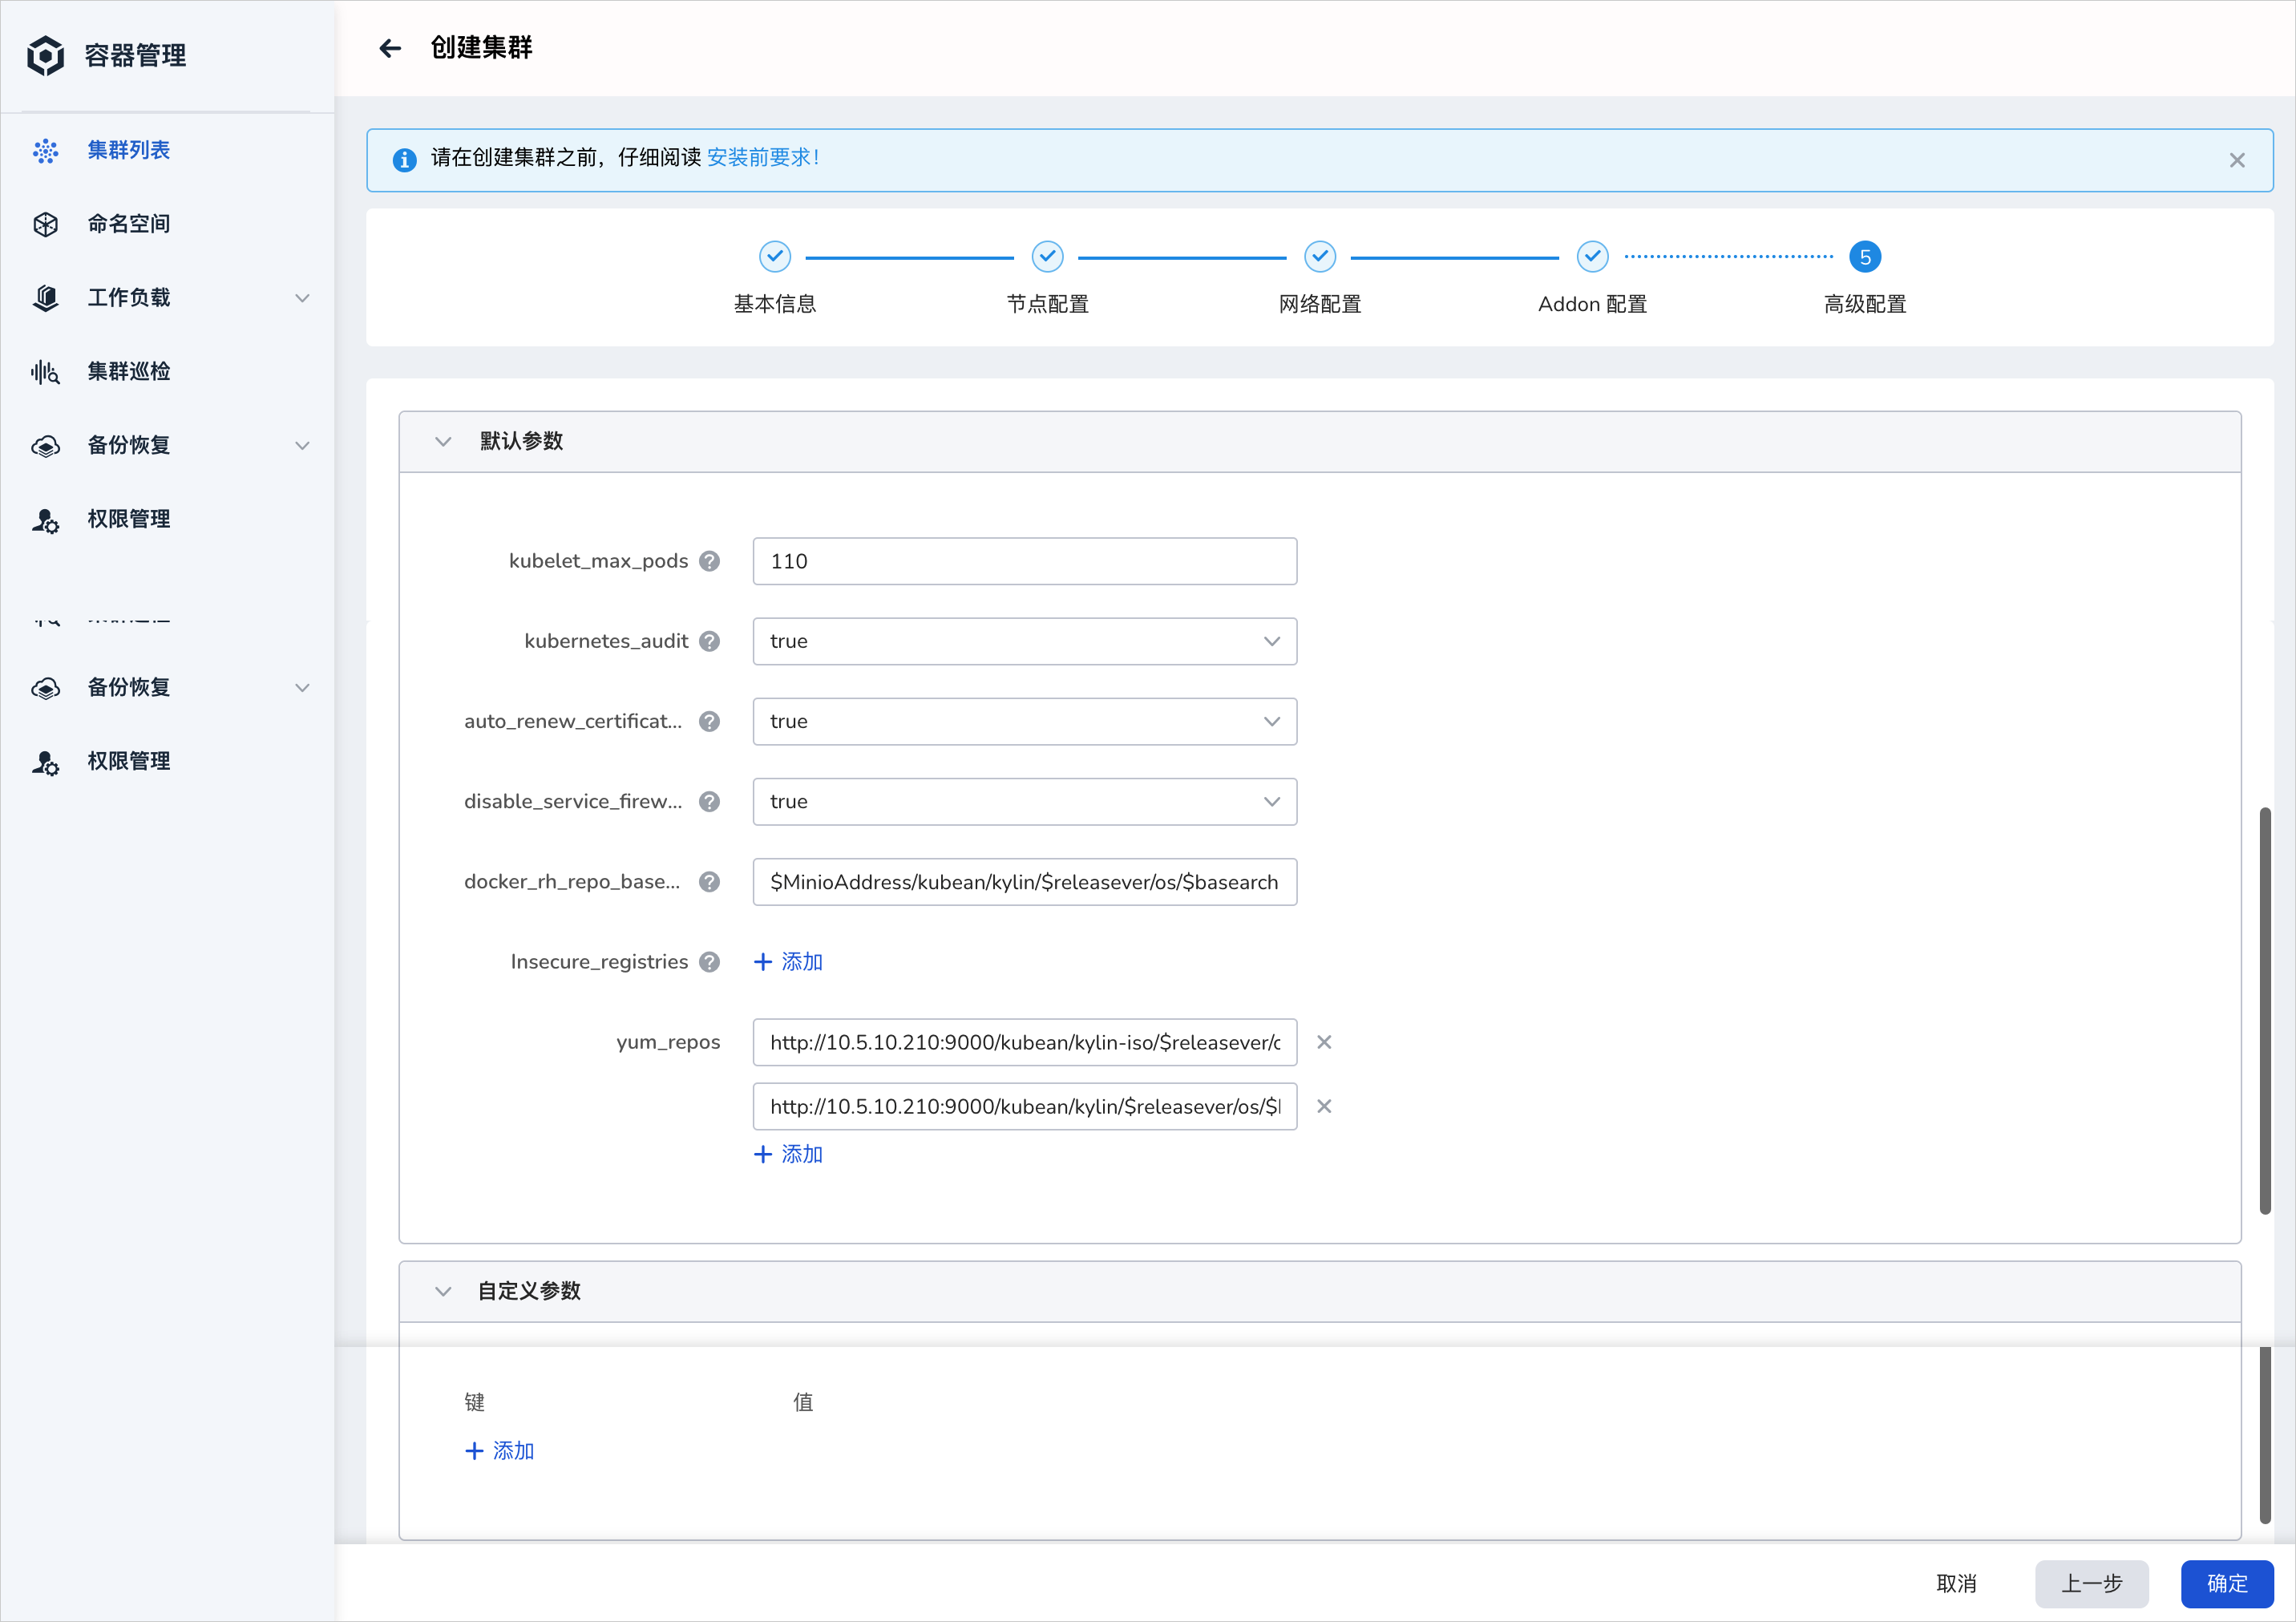 容器管理
集群列表
命名空间
工作负载
集群巡检
备份恢复
权限管理
备份恢复
权限管理
创建集群
请在创建集群之前，仔细阅读 安装前要求！
基本信息
节点配置
网络配置
Addon 配置
5
高级配置
默认参数
kubelet_max_pods ? 110
kubernetes_audit ? true
auto_renew_certificat... ? true
disable_service_firew... ? true
docker_rh_repo_base... ? $MinioAddress/kubean/kylin/$releasever/os/$basearch
Insecure_registries ? + 添加
yum_repos http://10.5.10.210:9000/kubean/kylin-iso/$releasever/
http://10.5.10.210:9000/kubean/kylin/$releasever/os/$
+ 添加
自定义参数
键 值
+ 添加
取消 上一步 确定